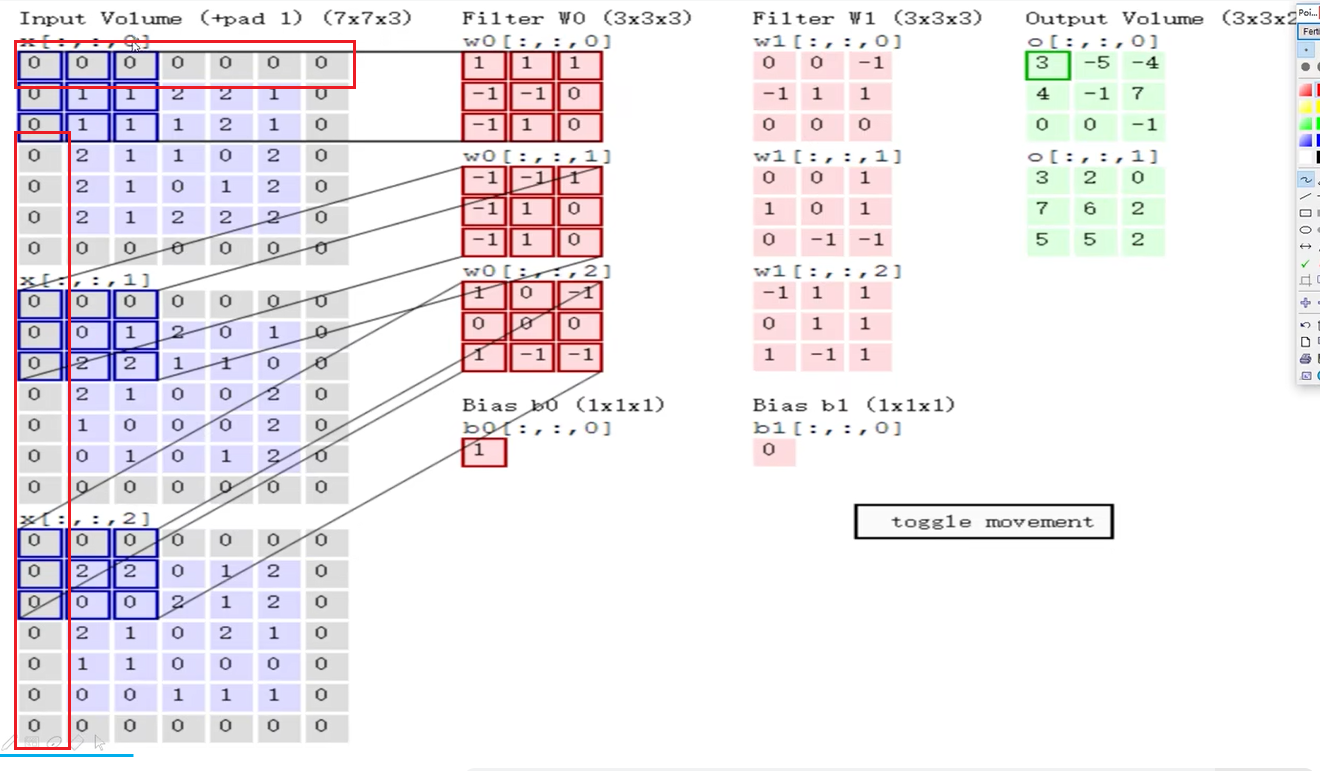 Input Volume (+pad 1) (7x7x3)
x[:,:,0]
0 0 0 0 0 0 0
0 1 1 2 2 1 0
0 1 1 1 2 1 0
0 2 1 1 0 2 0
0 2 1 0 1 2 0
0 2 1 2 2 2 0
0 0 0 0 0 0 0
x[:,:,1]
0 0 0 0 0 0 0
0 0 1 2 0 1 0
0 2 2 1 1 0 0
0 2 1 0 0 2 0
0 1 0 0 0 2 0
0 0 1 0 1 2 0
0 0 0 0 0 0 0
x[:,:,2]
0 0 0 0 0 0 0
0 2 2 0 1 2 0
0 0 0 2 1 2 0
0 2 1 0 2 1 0
0 1 1 0 0 0 0
0 0 0 1 1 1 0
0 0 0 0 0 0 0
Filter W0 (3x3x3)
w0[:,:,0]
1 1 1
-1 -1 0
-1 1 0
w0[:,:,1]
-1 -1 1
-1 1 0
-1 1 0
w0[:,:,2]
1 0 -1
0 0 0
1 -1 -1
Bias b0 (1x1x1)
b0[:,:,0]
1
Filter W1 (3x3x3)
w1[:,:,0]
0 0 -1
-1 1 1
0 0 0
w1[:,:,1]
0 0 1
1 0 1
0 -1 -1
w1[:,:,2]
-1 1 1
0 1 1
1 -1 1
Bias b1 (1x1x1)
b1[:,:,0]
0
Output Volume (3x3x2
o[:,:,0]
3 -5 -4
4 -1 7
0 0 -1
o[:,:,1]
3 2 0
7 6 2
5 5 2
toggle movement
Poi...
Ferti